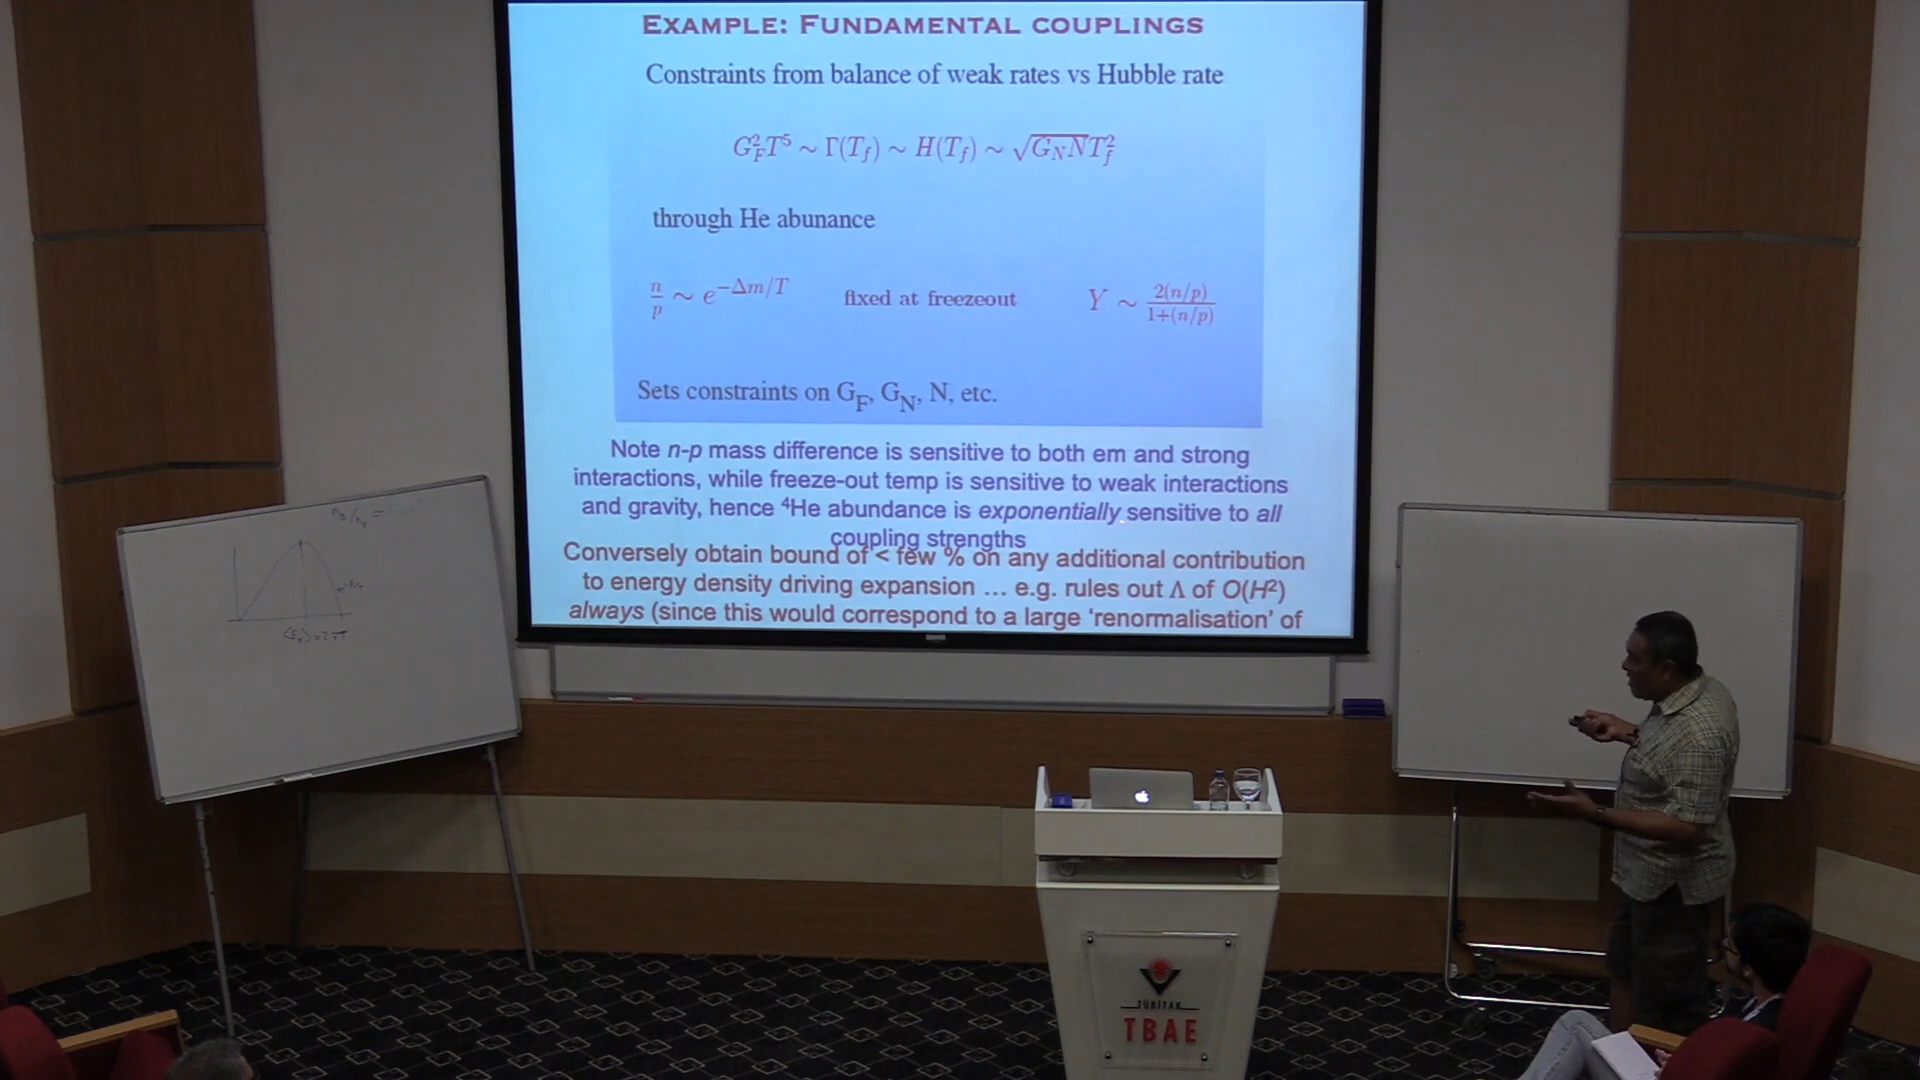 EXAMPLE: FUNDAMENTAL COUPLINGS
Constraints from balance of weak rates vs Hubble rate
G_F^2T^5 ~ Γ(T_f) ~ H(T_f) ~ √(G_N N)T_f^2
through He abunance
n/p ~ e^{-Δm/T} fixed at freezeout Y ~ 2(n/p)/1+(n/p)
Sets constraints on G_F, G_N, N, etc.
Note n-p mass difference is sensitive to both em and strong
interactions, while freeze-out temp is sensitive to weak interactions
and gravity, hence ⁴He abundance is exponentially sensitive to all
coupling strengths
Conversely obtain bound of < few % on any additional contribution
to energy density driving expansion … e.g. rules out Λ of O(H²)
always (since this would correspond to a large ‘renormalisation’ of
TÜBİTAK
TBAE